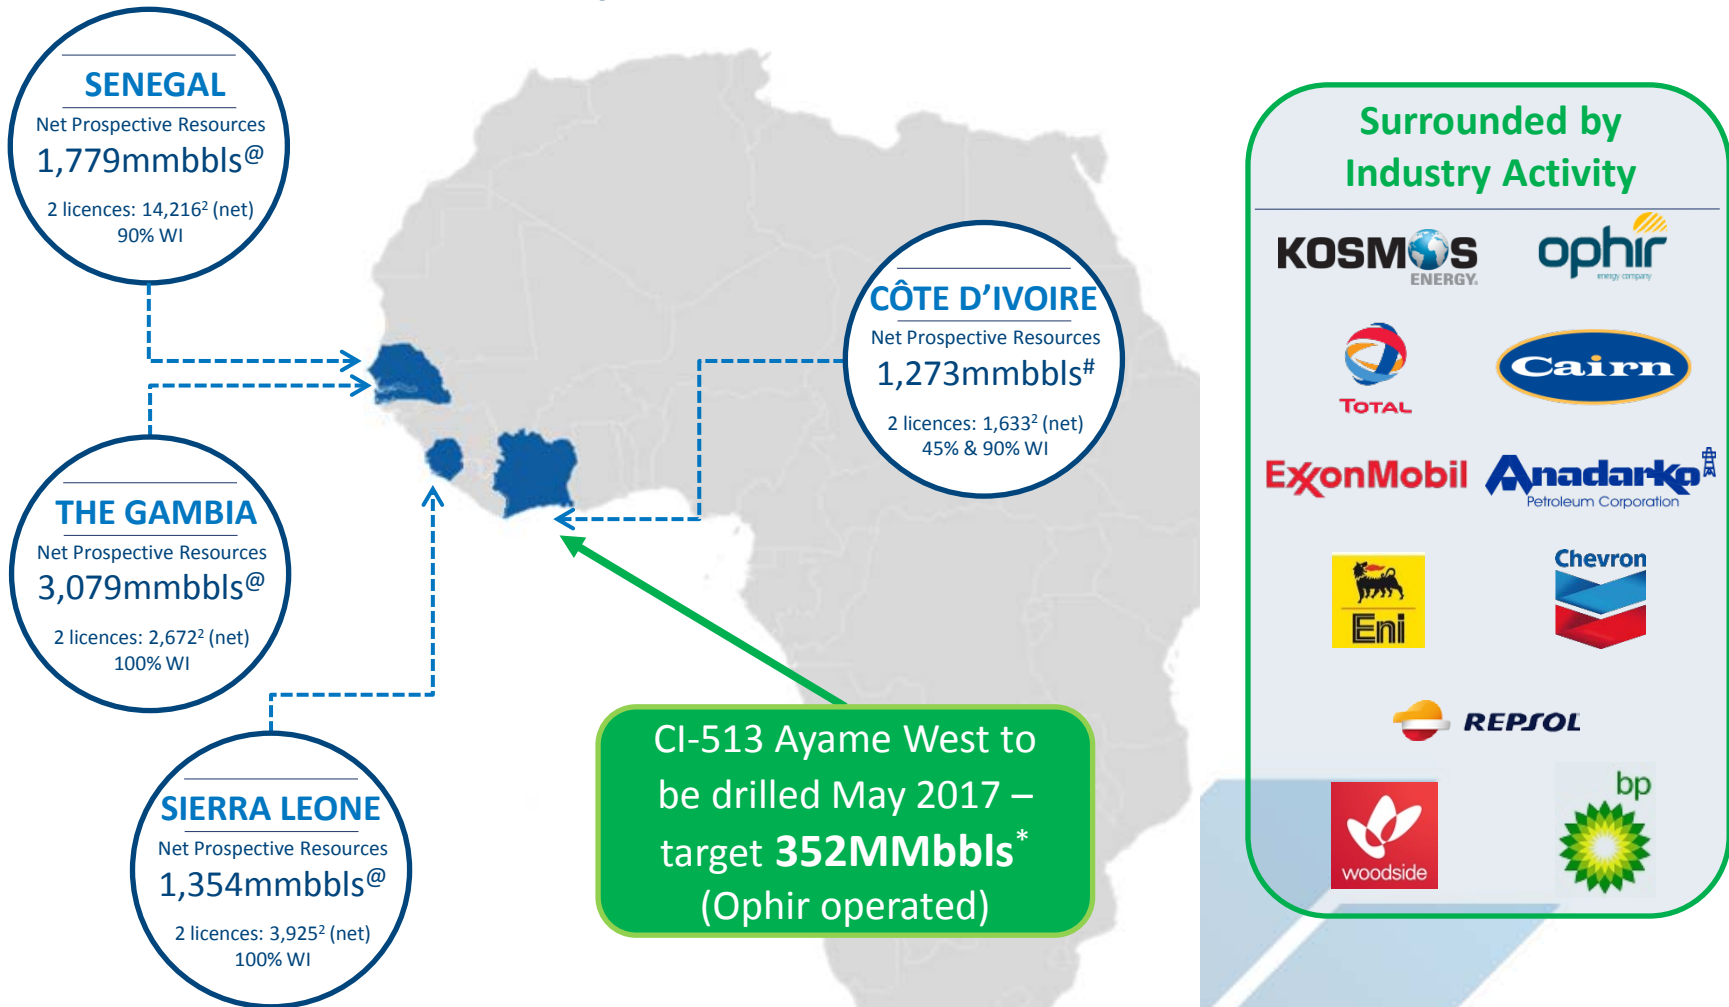 SENEGAL
Net Prospective Resources
1,779mmbbls@
2 licences: 14,216² (net)
90% WI
THE GAMBIA
Net Prospective Resources
3,079mmbbls@
2 licences: 2,672² (net)
100% WI
SIERRA LEONE
Net Prospective Resources
1,354mmbbls@
2 licences: 3,925² (net)
100% WI
CÔTE D'IVOIRE
Net Prospective Resources
1,273mmbbls#
2 licences: 1,633² (net)
45% & 90% WI
CI-513 Ayame West to
be drilled May 2017 –
target 352MMbbls*
(Ophir operated)
Surrounded by
Industry Activity
KOSMOS
ENERGY.
ophir
energy company
TOTAL
Cairn
ExxonMobil
Anadarko
Petroleum Corporation
Eni
Chevron
REPSOL
woodside
bp